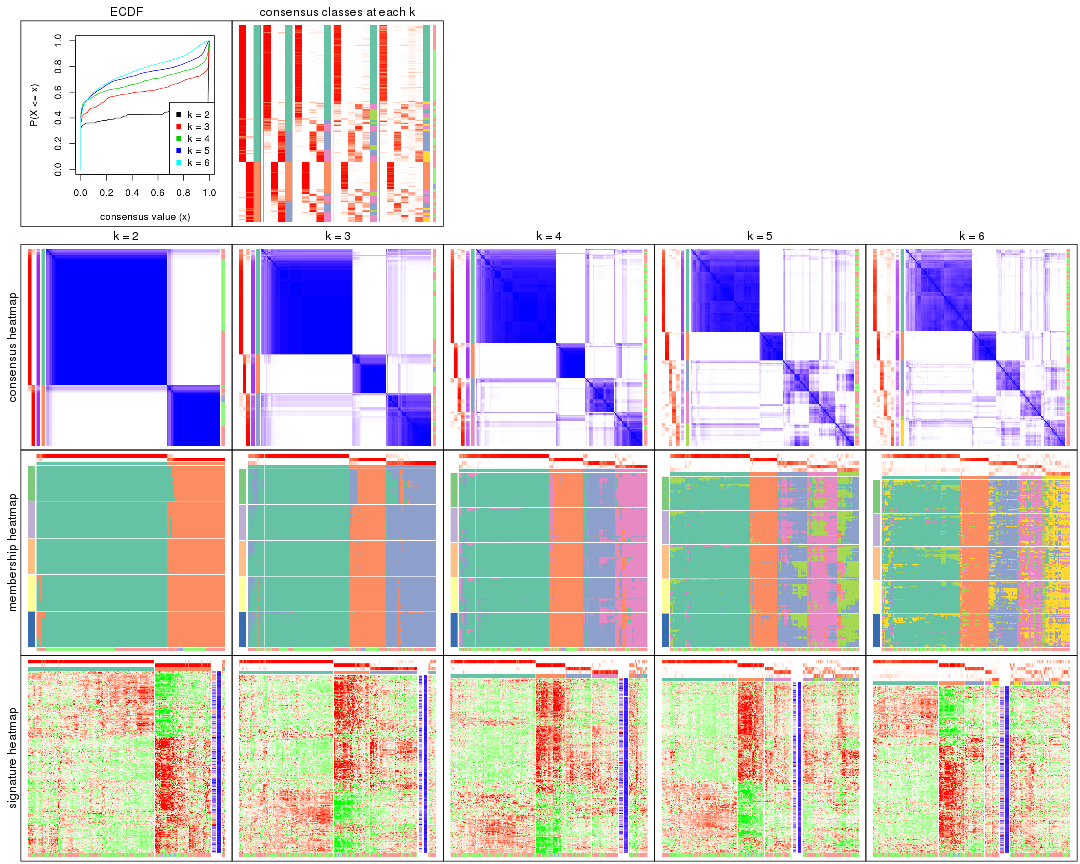 ECDF
consensus classes at each k
P(X <= x)
1.0
0.8
0.6
0.4
0.2
0.0
k = 2
k = 3
k = 4
k = 5
k = 6
0.0 0.2 0.4 0.6 0.8 1.0
consensus value (x)
k = 2 k = 3 k = 4 k = 5 k = 6
consensus heatmap
membership heatmap
signature heatmap